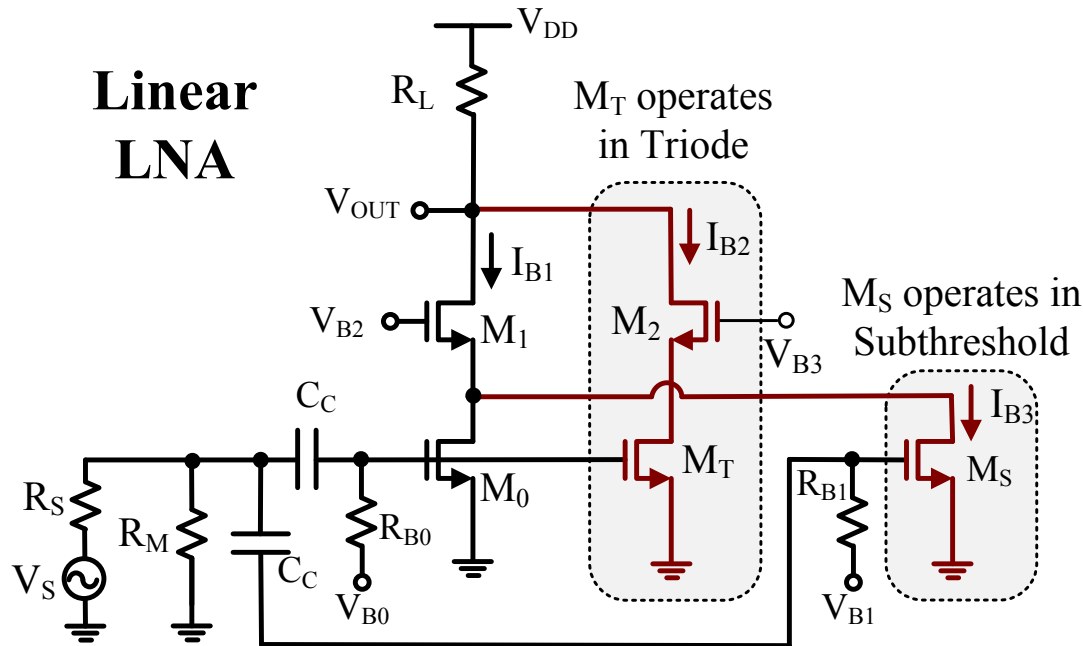 V_DD
Linear
LNA
R_L
M_T operates
in Triode
V_OUT
I_B1
I_B2
V_B2
M_1
M_2
V_B3
M_S operates in
Subthreshold
I_B3
C_C
M_0
M_T
M_S
R_S
R_M
C_C
R_B0
R_B1
V_S
V_B0
V_B1